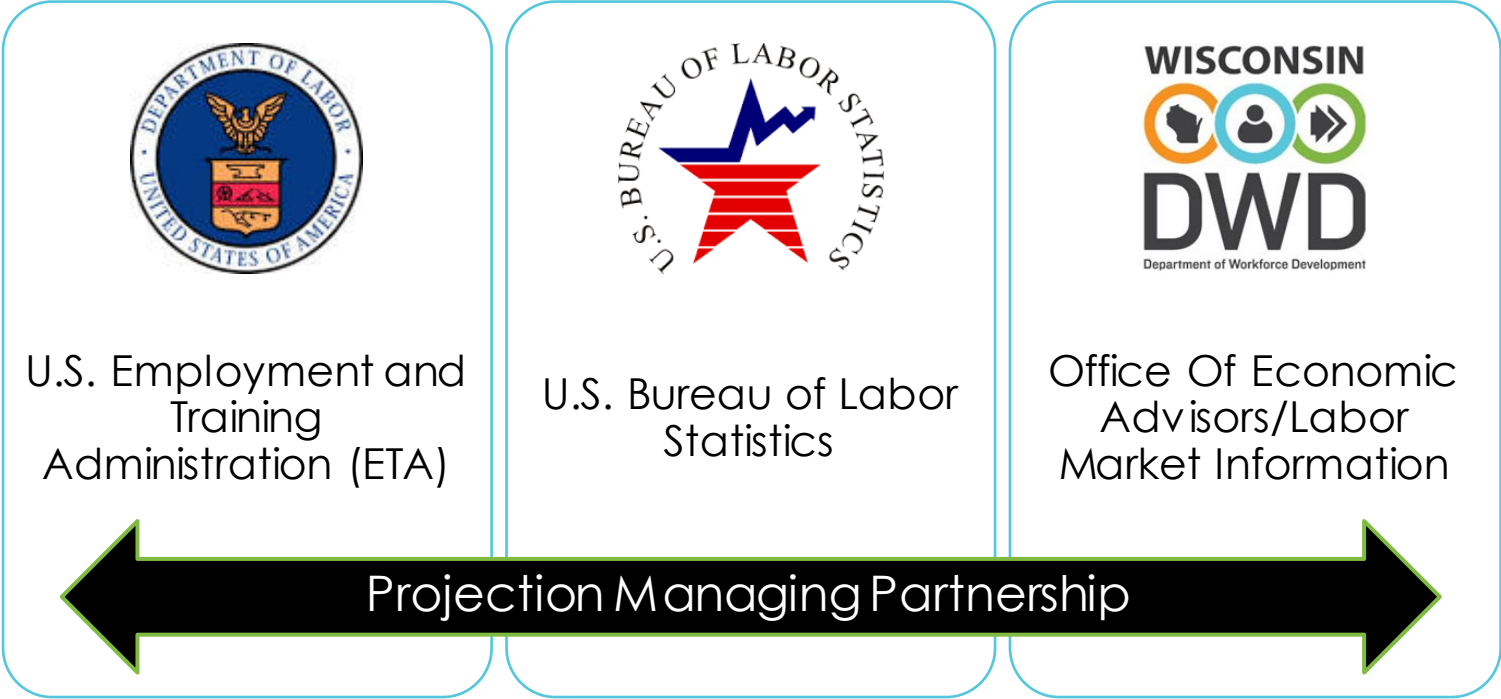 DEPARTMENT OF LABOR
UNITED STATES OF AMERICA
U.S. Employment and
Training
Administration (ETA)
U.S. BUREAU OF LABOR STATISTICS
U.S. Bureau of Labor
Statistics
WISCONSIN
DWD
Department of Workforce Development
Office Of Economic
Advisors/Labor
Market Information
Projection Managing Partnership